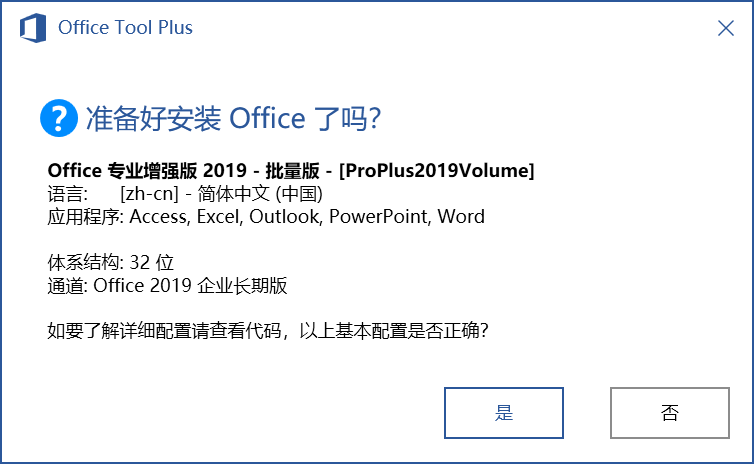 Office Tool Plus
准备好安装 Office 了吗?
Office 专业增强版 2019 - 批量版 - [ProPlus2019Volume]
语言: [zh-cn] - 简体中文 (中国)
应用程序: Access, Excel, Outlook, PowerPoint, Word
体系结构: 32 位
通道: Office 2019 企业长期版
如要了解详细配置请查看代码，以上基本配置是否正确?
是 否